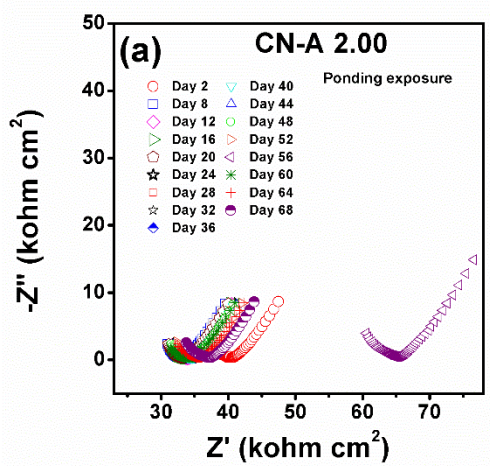 (a) CN-A 2.00
Ponding exposure
Day 2 Day 40
Day 8 Day 44
Day 12 Day 48
Day 16 Day 52
Day 20 Day 56
Day 24 Day 60
Day 28 Day 64
Day 32 Day 68
Day 36
-50
40
30
20
10
0
-Z" (kohm cm²)
30 40 50 60 70
Z' (kohm cm²)